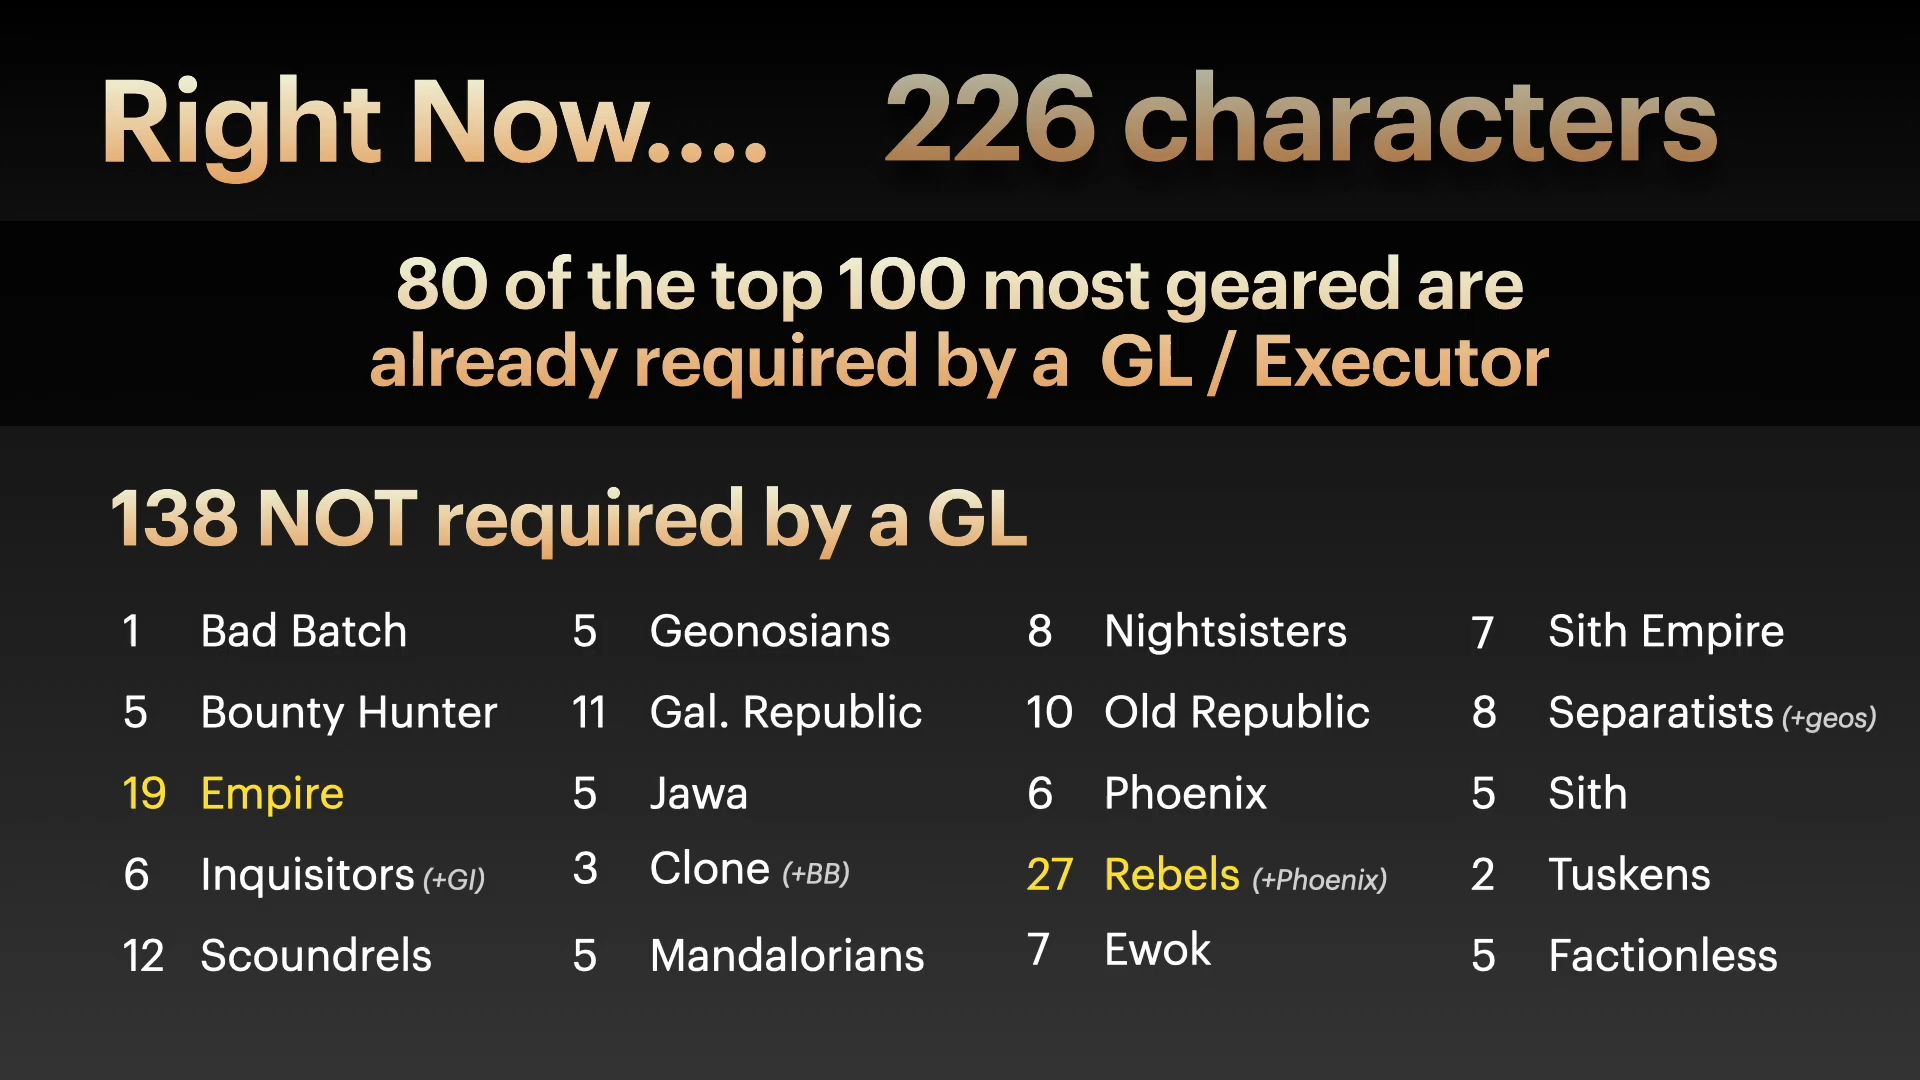 Right Now.... 226 characters
80 of the top 100 most geared are
already required by a GL / Executor
138 NOT required by a GL
1 Bad Batch
5 Bounty Hunter
19 Empire
6 Inquisitors (+GI)
12 Scoundrels
5 Geonosians
11 Gal. Republic
5 Jawa
3 Clone (+BB)
5 Mandalorians
8 Nightsisters
10 Old Republic
6 Phoenix
27 Rebels (+Phoenix)
7 Ewok
7 Sith Empire
8 Separatists (+geos)
5 Sith
2 Tuskens
5 Factionless